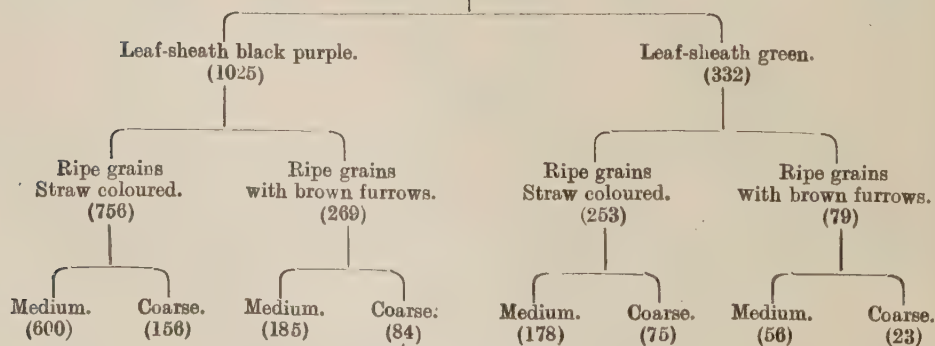 Leaf-sheath black purple. Leaf-sheath green.
(1025) (332)
Ripe grains Ripe grains Ripe grains Ripe grains
Straw coloured. with brown furrows. Straw coloured. with brown furrows.
(756) (269) (253) (79)
Medium. Coarse. Medium. Coarse. Medium. Coarse. Medium. Coarse.
(600) (156) (185) (84) (178) (75) (56) (23)